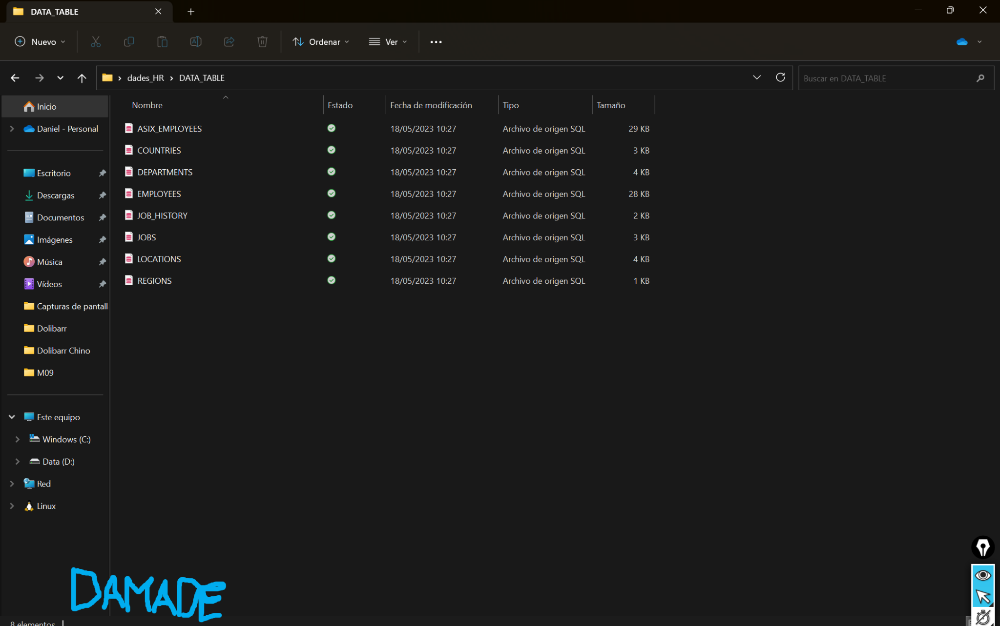 DATA_TABLE
Nuevo
Ordenar
Ver
dades_HR > DATA_TABLE
Buscar en DATA_TABLE
Inicio
Daniel - Personal
Escritorio
Descargas
Documentos
Imágenes
Música
Vídeos
Capturas de pantall
Dolibarr
Dolibarr Chino
M09
Este equipo
Windows (C:)
Data (D:)
Red
Linux
Nombre Estado Fecha de modificación Tipo Tamaño
ASIX_EMPLOYEES 18/05/2023 10:27 Archivo de origen SQL 29 KB
COUNTRIES 18/05/2023 10:27 Archivo de origen SQL 3 KB
DEPARTMENTS 18/05/2023 10:27 Archivo de origen SQL 4 KB
EMPLOYEES 18/05/2023 10:27 Archivo de origen SQL 28 KB
JOB_HISTORY 18/05/2023 10:27 Archivo de origen SQL 2 KB
JOBS 18/05/2023 10:27 Archivo de origen SQL 3 KB
LOCATIONS 18/05/2023 10:27 Archivo de origen SQL 4 KB
REGIONS 18/05/2023 10:27 Archivo de origen SQL 1 KB
DAMADE
8 elementos